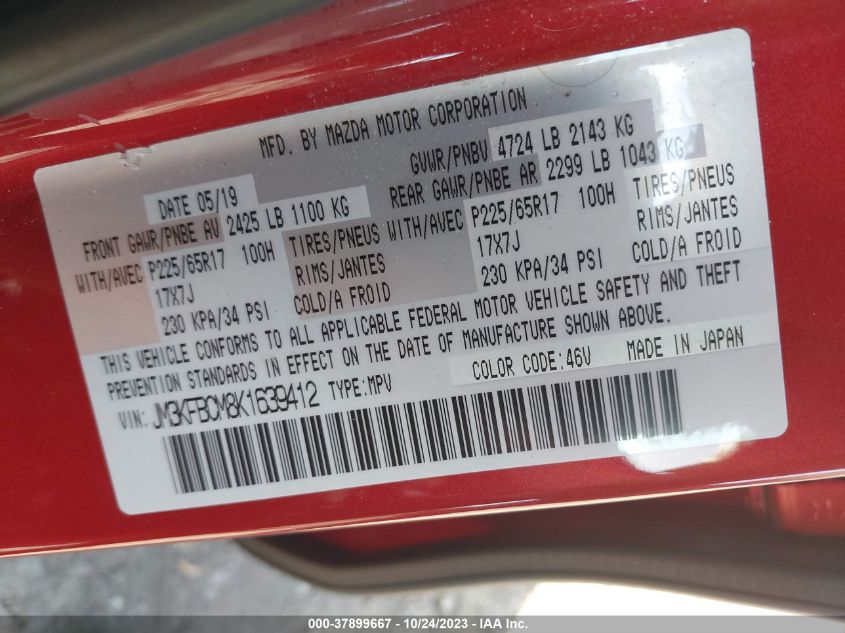 MFD. BY MAZDA MOTOR CORPORATION
DATE 05/19 GVWR/PNBV 4724 LB 2143 KG
FRONT GAWR/PNBE AV 2425 LB 1100 KG REAR GAWR/PNBE AR 2299 LB 1043 KG
WITH/AVEC P225/65R17 100H TIRES/PNEUS WITH/AVEC P225/65R17 100H TIRES/PNEUS
17X7J RIMS/JANTES 17X7J RIMS/JANTES
230 KPA/34 PSI COLD/A FROID 230 KPA/34 PSI COLD/A FROID
THIS VEHICLE CONFORMS TO ALL APPLICABLE FEDERAL MOTOR VEHICLE SAFETY AND THEFT
PREVENTION STANDARDS IN EFFECT ON THE DATE OF MANUFACTURE SHOWN ABOVE.
COLOR CODE:46V MADE IN JAPAN
VIN: JM3KFBCM8K1639412 TYPE:MPV
000-37899667 - 10/24/2023 - IAA Inc.